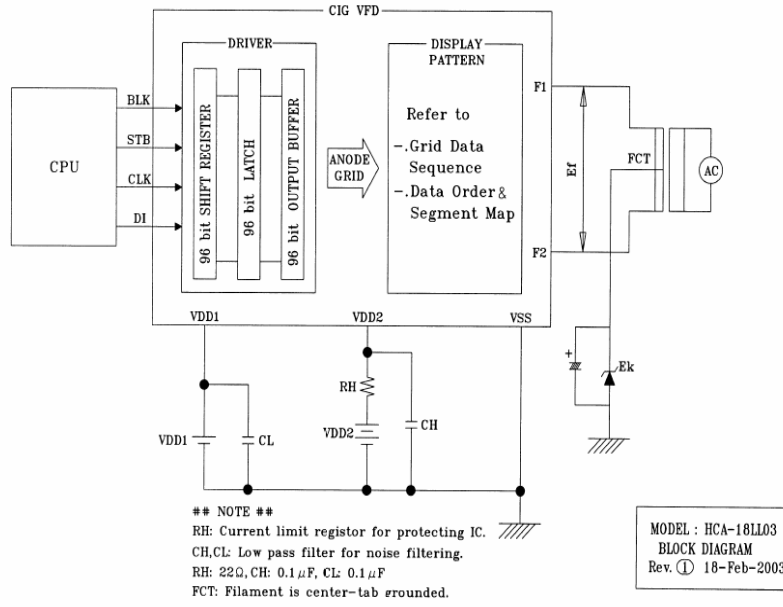 CIG VFD
DRIVER
DISPLAY
PATTERN
CPU
BLK
STB
CLK
DI
96 bit SHIFT REGISTER
96 bit LATCH
96 bit OUTPUT BUFFER
ANODE
GRID
Refer to
-.Grid Data
Sequence
-.Data Order &
Segment Map
F1
Ef
F2
FCT
AC
VDD1
VDD2
VSS
+
Ek
RH
VDD1
CL
VDD2
CH
## NOTE ##
RH: Current limit registor for protecting IC.
CH,CL: Low pass filter for noise filtering.
RH: 22Ω, CH: 0.1μF, CL: 0.1μF
FCT: Filament is center-tab grounded.
MODEL : HCA-18LL03
BLOCK DIAGRAM
Rev. ① 18-Feb-2003